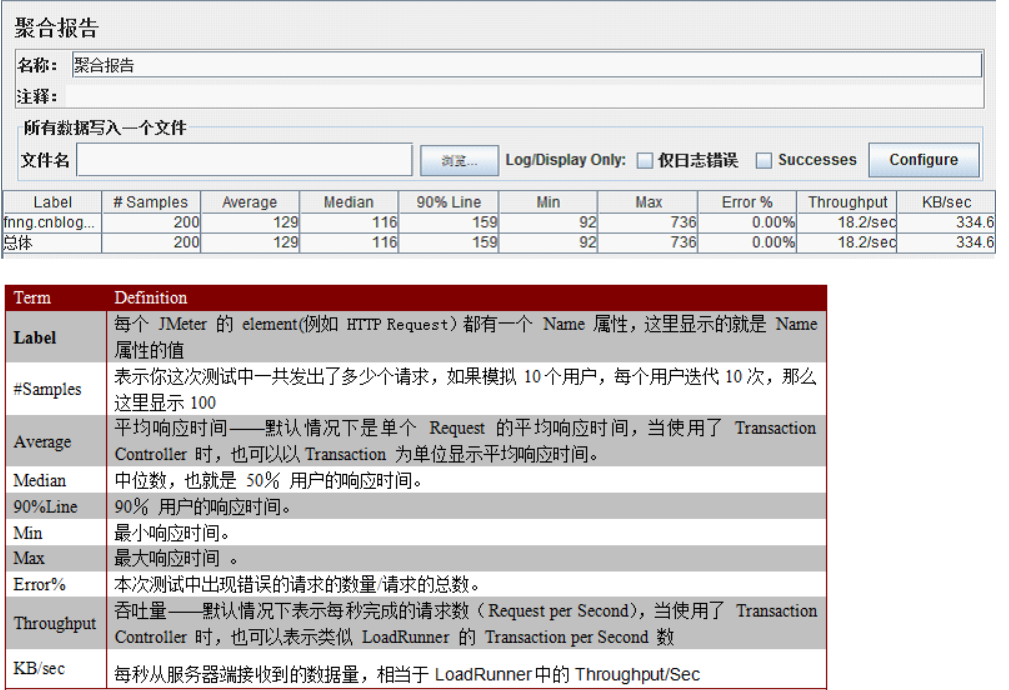 聚合报告
名称： 聚合报告
注释：
所有数据写入一个文件
文件名 浏览... Log/Display Only: 仅日志错误 Successes Configure
Label # Samples Average Median 90% Line Min Max Error % Throughput KB/sec
fnng.cnblog... 200 129 116 159 92 736 0.00% 18.2/sec 334.6
总体 200 129 116 159 92 736 0.00% 18.2/sec 334.6
Term Definition
Label 每个 JMeter 的 element(例如 HTTP Request) 都有一个 Name 属性，这里显示的就是 Name
属性的值
#Samples 表示你这次测试中一共发出了多少个请求，如果模拟 10个用户，每个用户迭代 10 次，那么
这里显示 100
Average 平均响应时间——默认情况下是单个 Request 的平均响应时间，当使用了 Transaction
Controller 时，也可以以 Transaction 为单位显示平均响应时间。
Median 中位数，也就是 50％ 用户的响应时间。
90%Line 90％ 用户的响应时间。
Min 最小响应时间。
Max 最大响应时间 。
Error% 本次测试中出现错误的请求的数量/请求的总数。
Throughput 吞吐量——默认情况下表示每秒完成的请求数（Request per Second)，当使用了 Transaction
Controller 时，也可以表示类似 LoadRunner 的 Transaction per Second 数
KB/sec 每秒从服务器端接收到的数据量，相当于 LoadRunner中的 Throughput/Sec